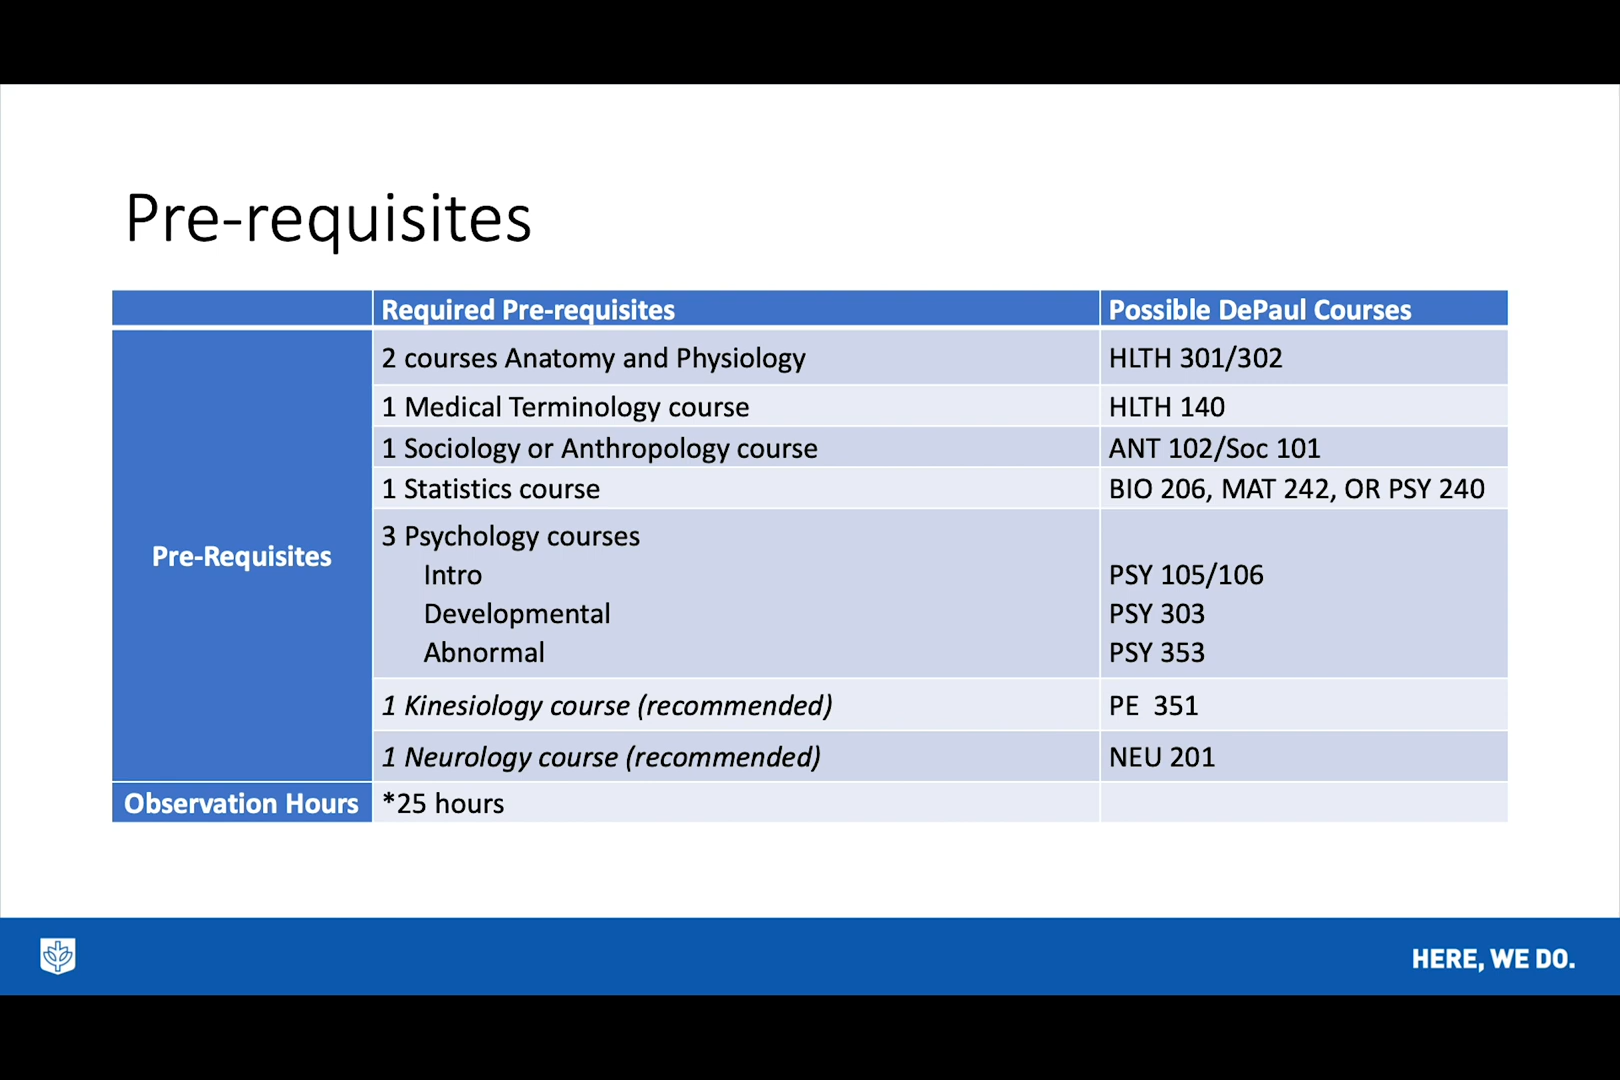 Pre-requisites
Required Pre-requisites Possible DePaul Courses
2 courses Anatomy and Physiology HLTH 301/302
1 Medical Terminology course HLTH 140
1 Sociology or Anthropology course ANT 102/Soc 101
1 Statistics course BIO 206, MAT 242, OR PSY 240
Pre-Requisites
3 Psychology courses
Intro PSY 105/106
Developmental PSY 303
Abnormal PSY 353
1 Kinesiology course (recommended) PE 351
1 Neurology course (recommended) NEU 201
Observation Hours *25 hours
HERE, WE DO.